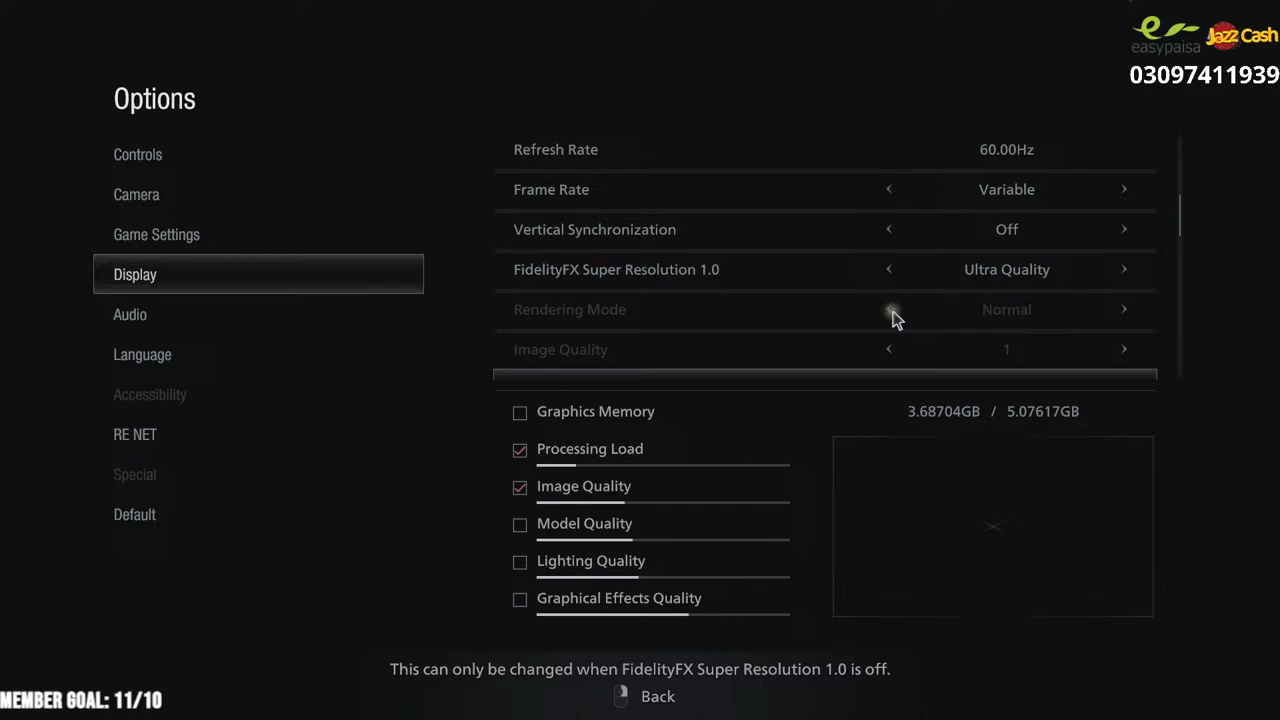 easypaisa
Jazz Cash
03097411939
Options
Controls
Camera
Game Settings
Display
Audio
Language
Accessibility
RE NET
Special
Default
Refresh Rate 60.00Hz
Frame Rate Variable
Vertical Synchronization Off
FidelityFX Super Resolution 1.0 Ultra Quality
Rendering Mode Normal
Image Quality 1
Graphics Memory 3.68704GB / 5.07617GB
Processing Load
Image Quality
Model Quality
Lighting Quality
Graphical Effects Quality
This can only be changed when FidelityFX Super Resolution 1.0 is off.
Back
MEMBER GOAL: 11/10